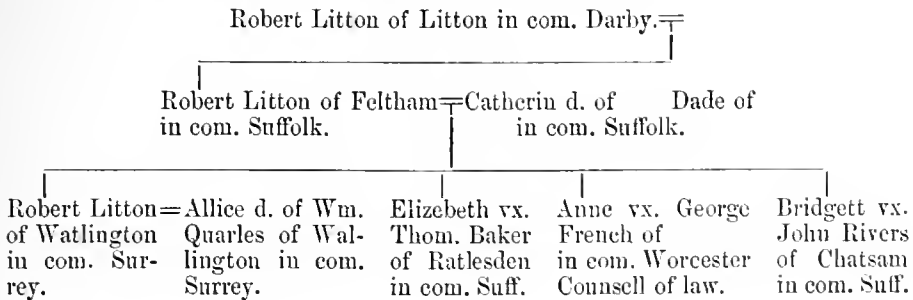 Robert Litton of Litton in com. Darby.
Robert Litton of Feltham=Catherin d. of Dade of
in com. Suffolk. in com. Suffolk.
Robert Litton=
of Watlington
in com. Sur-
rey.
Allice d. of Wm.
Quarles of Wal-
lington in com.
Surrey.
Elizebeth vx.
Thom. Baker
of Ratlesden
in com. Suff.
Anne vx. George
French of
in com. Worcester
Counsell of law.
Bridgett vx.
John Rivers
of Chatsam
in com. Suff.